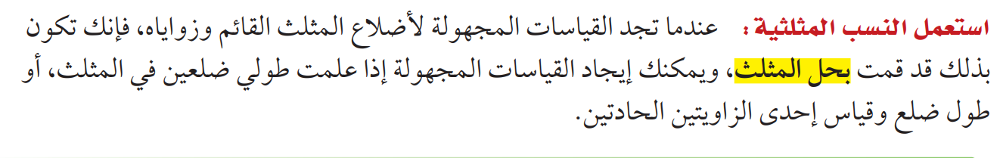 استعمل النسب المثلثية : عندما تجد القياسات المجهولة لأضلاع المثلث القائم وزواياه، فإنك تكون
بذلك قد قمت بحل المثلث، ويمكنك إيجاد القياسات المجهولة إذا علمت طولي ضلعين في المثلث، أو
طول ضلع وقياس إحدى الزاويتين الحادتين.